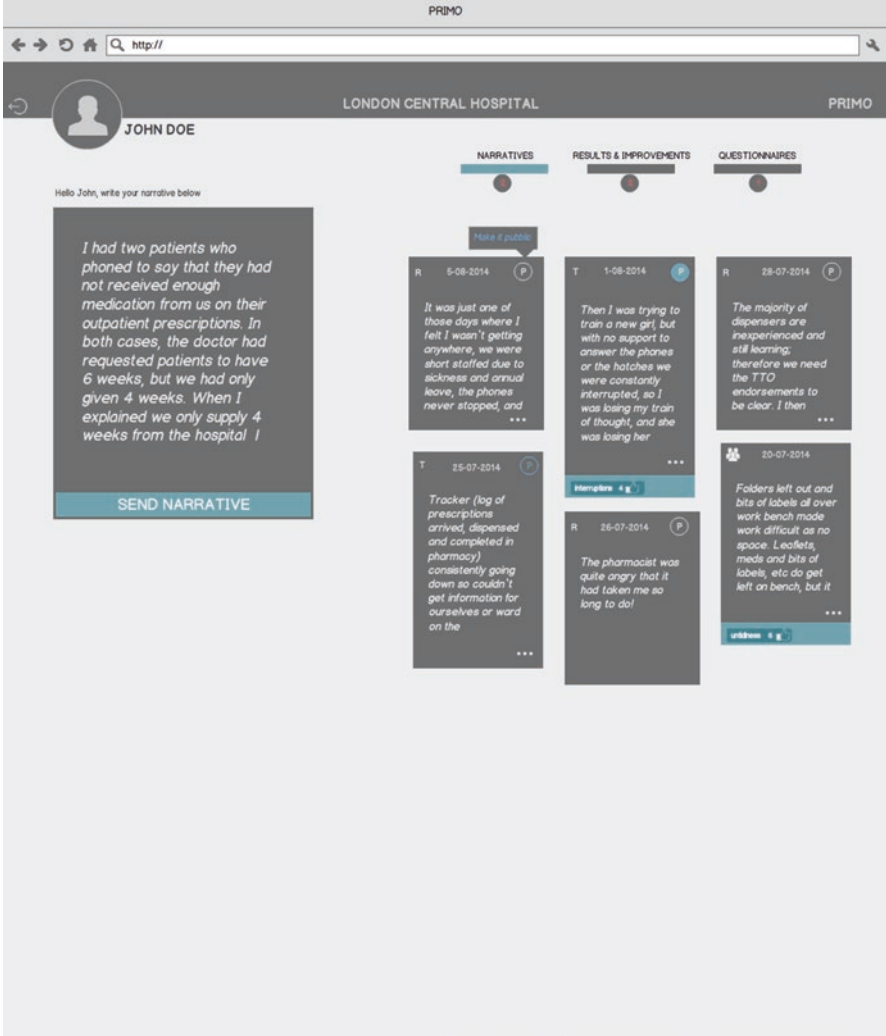 PRIMO
http://
LONDON CENTRAL HOSPITAL
PRIMO
JOHN DOE
NARRATIVES
RESULTS & IMPROVEMENTS
QUESTIONNAIRES
Hello John, write your narrative below
I had two patients who
phoned to say that they had
not received enough
medication from us on their
outpatient prescriptions. In
both cases, the doctor had
requested patients to have
6 weeks, but we had only
given 4 weeks. When I
explained we only supply 4
weeks from the hospital I
SEND NARRATIVE
Make it public
R 5-08-2014 P
It was just one of
those days where I
felt I wasn't getting
anywhere, we were
short staffed due to
sickness and annual
leave, the phones
never stopped, and
...
T 25-07-2014 P
Tracker (log of
prescriptions
arrived, dispensed
and completed in
pharmacy)
consistently going
down so couldn't
get information for
ourselves or ward
on the
...
T 1-08-2014 P
Then I was trying to
train a new girl, but
with no support to
answer the phones
or the hatches we
were constantly
interrupted, so I
was losing my train
of thought, and she
was losing her
...
interruptions 4
R 26-07-2014 P
The pharmacist was
quite angry that it
had taken me so
long to do!
R 28-07-2014 P
The majority of
dispensers are
inexperienced and
still learning;
therefore we need
the TTO
endorsements to
be clear. I then
...
20-07-2014
Folders left out and
bits of labels all over
work bench made
work difficult as no
space. Leaflets,
meds and bits of
labels, etc do get
left on bench, but it
...
untidiness 6